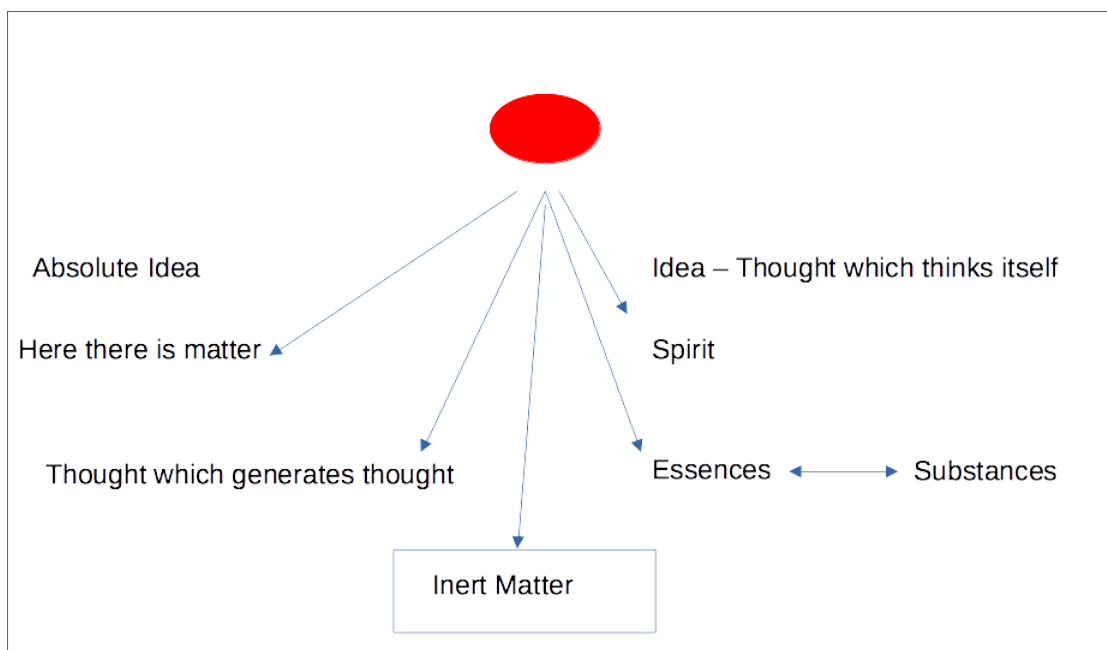 Absolute Idea
Idea – Thought which thinks itself
Here there is matter
Spirit
Thought which generates thought
Essences
Substances
Inert Matter